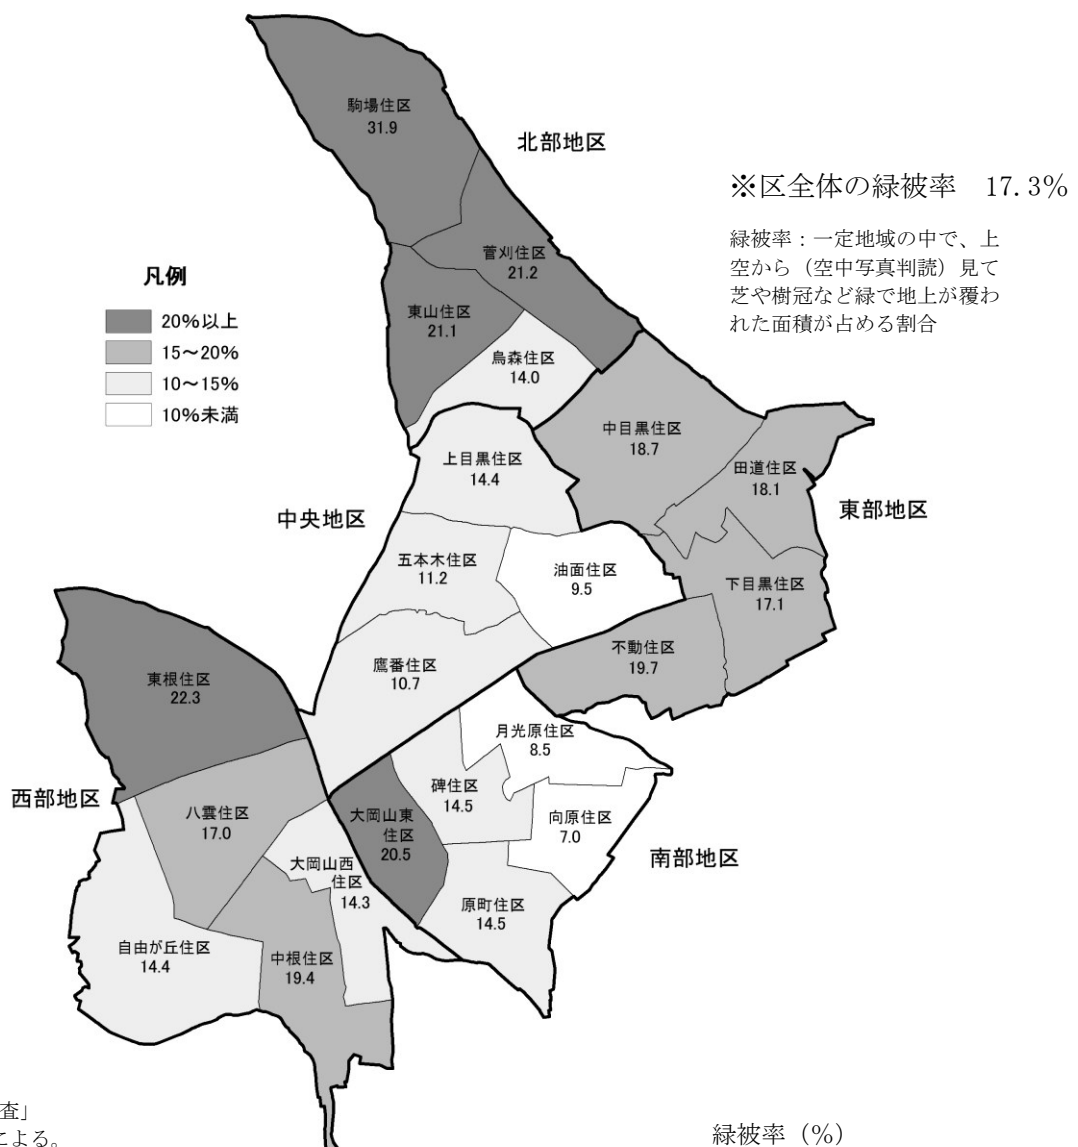 駒場住区
31.9
北部地区
※区全体の緑被率　17.3%
緑被率：一定地域の中で、上
空から（空中写真判読）見て
芝や樹冠など緑で地上が覆わ
れた面積が占める割合
菅刈住区
21.2
凡例
20%以上
15～20%
10～15%
10%未満
東山住区
21.1
烏森住区
14.0
中目黒住区
18.7
上目黒住区
14.4
田道住区
18.1
東部地区
中央地区
五本木住区
11.2
油面住区
9.5
下目黒住区
17.1
不動住区
19.7
鷹番住区
10.7
東根住区
22.3
月光原住区
8.5
西部地区
八雲住区
17.0
碑住区
14.5
大岡山東
住区
20.5
向原住区
7.0
南部地区
大岡山西
住区
14.3
原町住区
14.5
自由が丘住区
14.4
中根住区
19.4
査」
による。
緑被率（%）